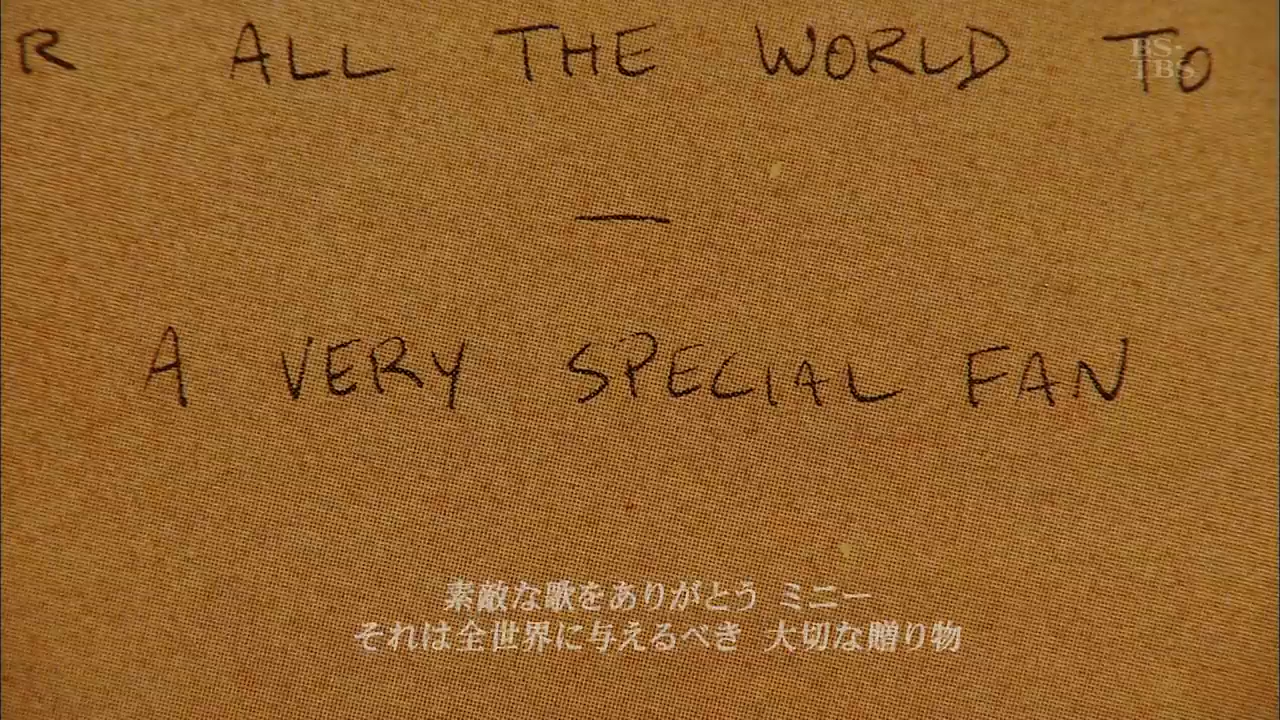 R ALL THE WORLD TO
BS-
TBS
—
A VERY SPECIAL FAN
素敵な歌をありがとう ミニー
それは全世界に与えるべき 大切な贈り物